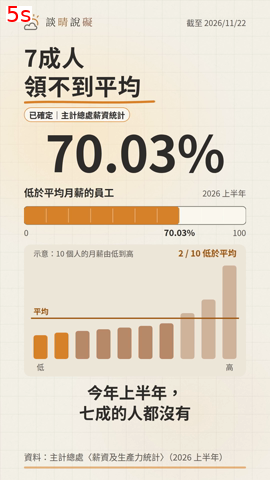 5s
談晴說礙
截至 2026/11/22
7成人
領不到平均
已確定｜主計總處薪資統計
70.03%
低於平均月薪的員工
2026 上半年
0
70.03%
100
示意：10 個人的月薪由低到高
2 / 10 低於平均
平均
低
高
今年上半年，
七成的人都沒有
資料：主計總處〈薪資及生產力統計〉（2026 上半年）